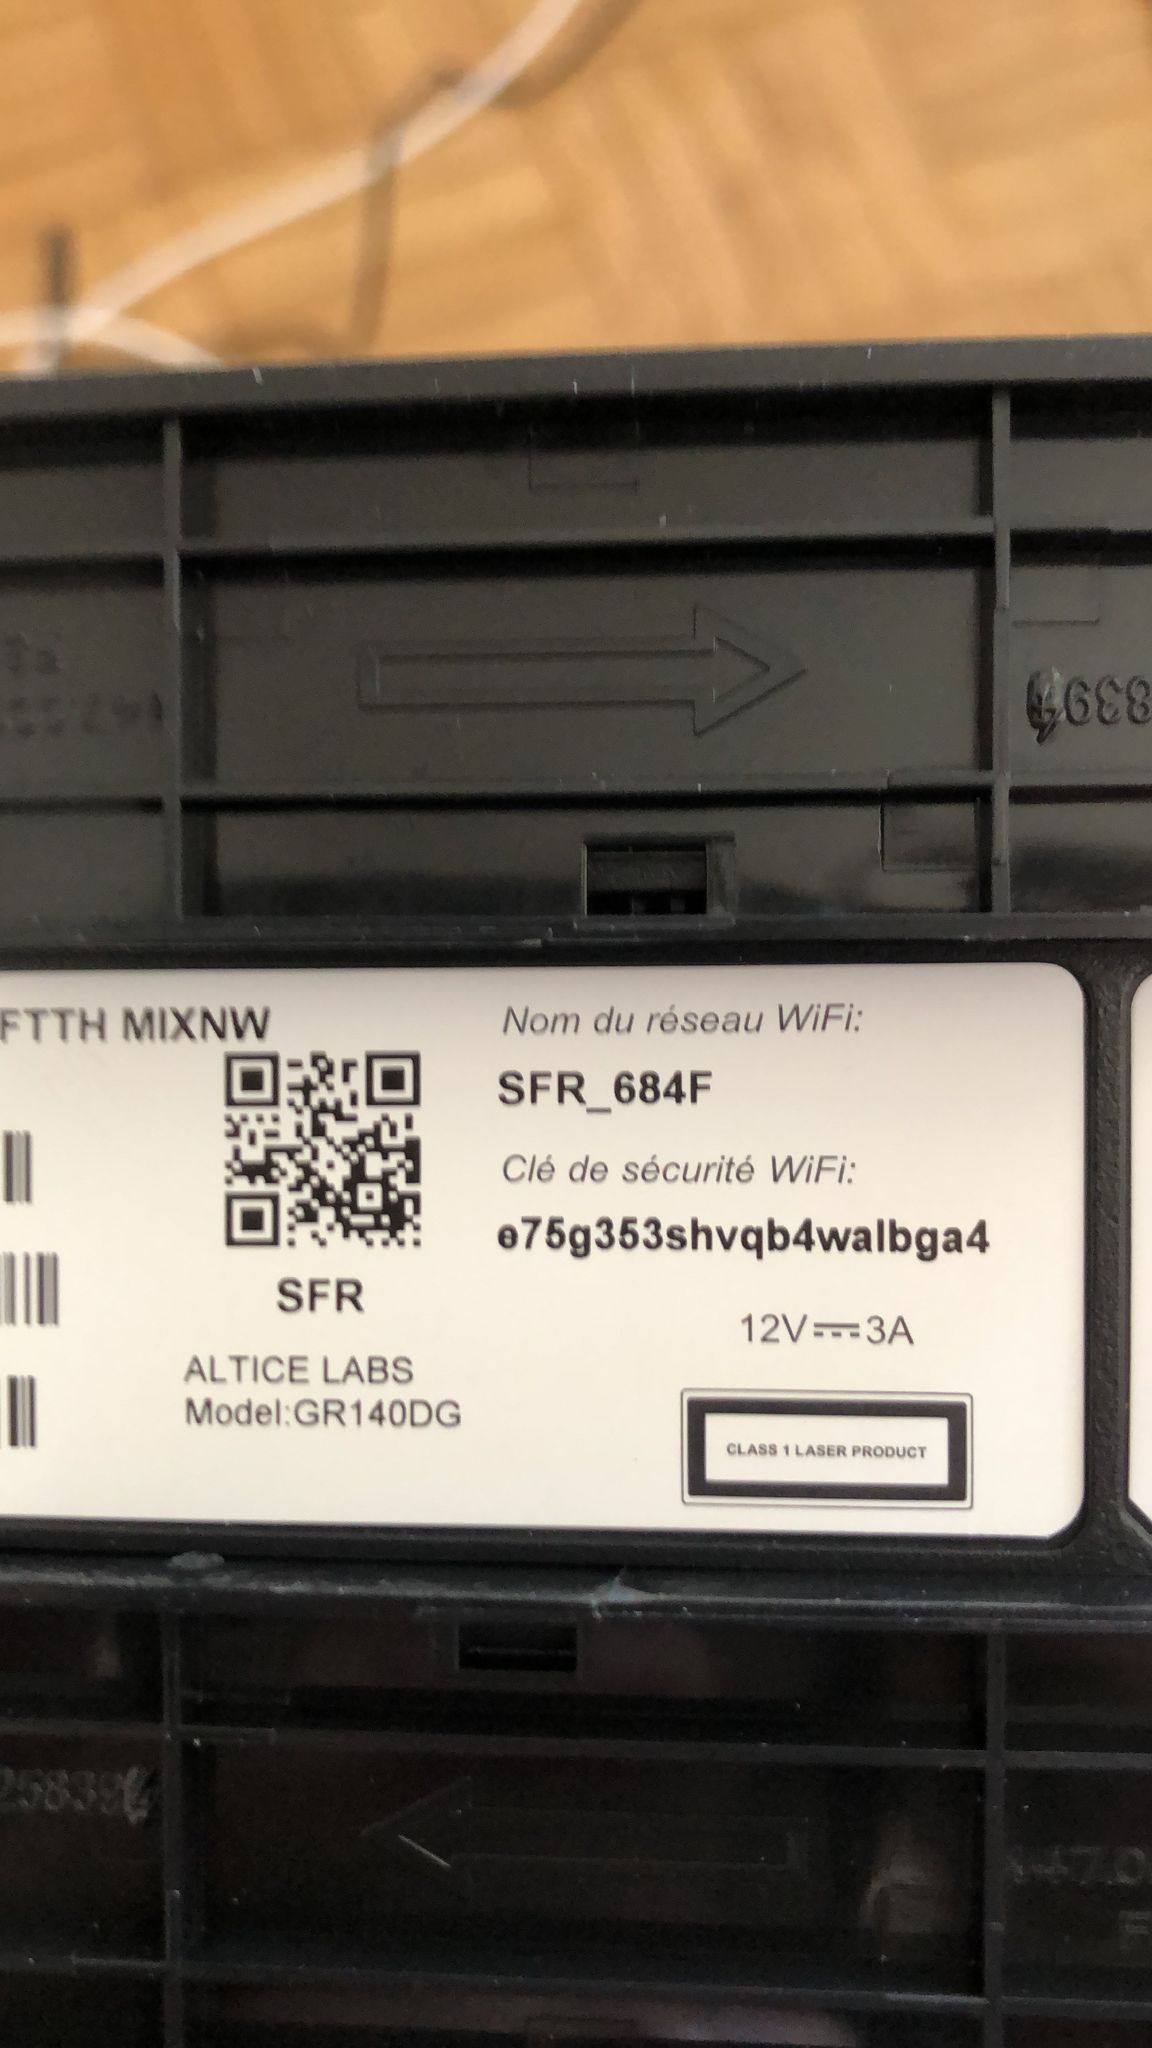 FTTH MIXNW
Nom du réseau WiFi:
SFR_684F
Clé de sécurité WiFi:
e75g353shvqb4walbga4
SFR
12V⎓3A
ALTICE LABS
Model:GR140DG
CLASS 1 LASER PRODUCT